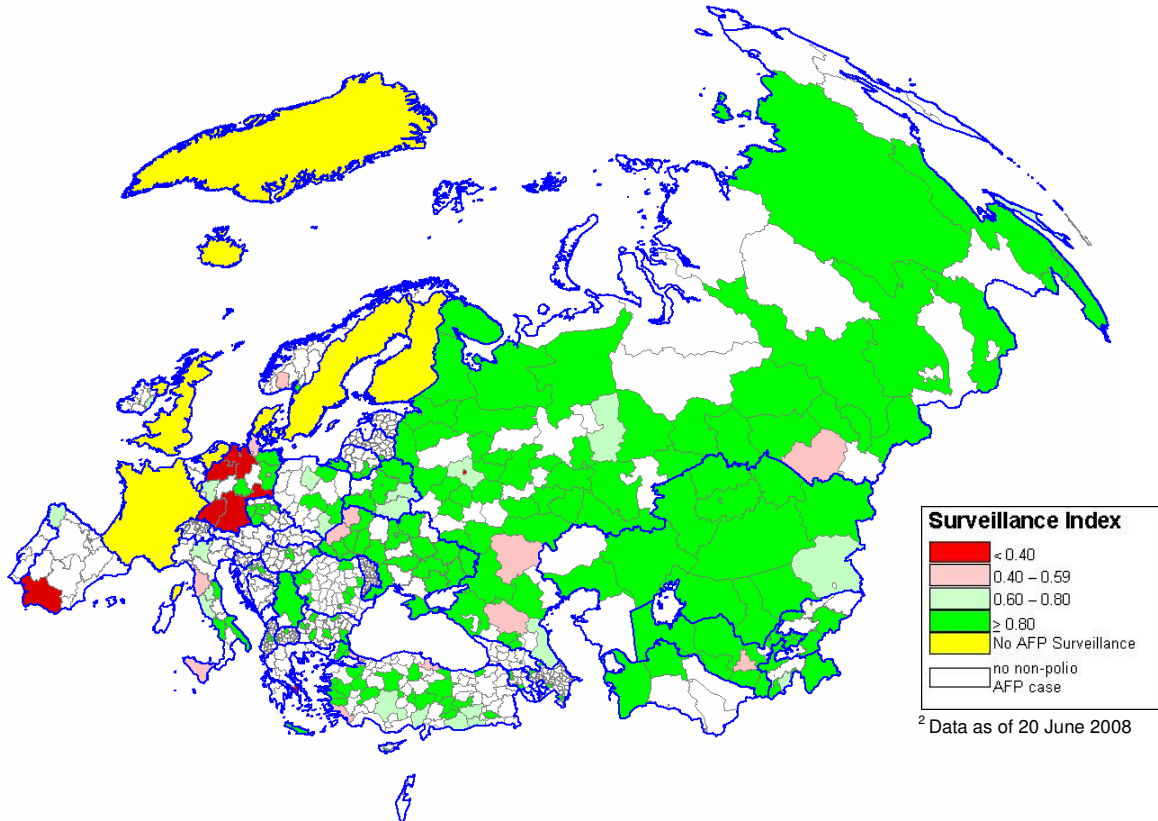 Surveillance Index
< 0.40
0.40 – 0.59
0.60 – 0.80
≥ 0.80
No AFP Surveillance
no non-polio
AFP case
² Data as of 20 June 2008